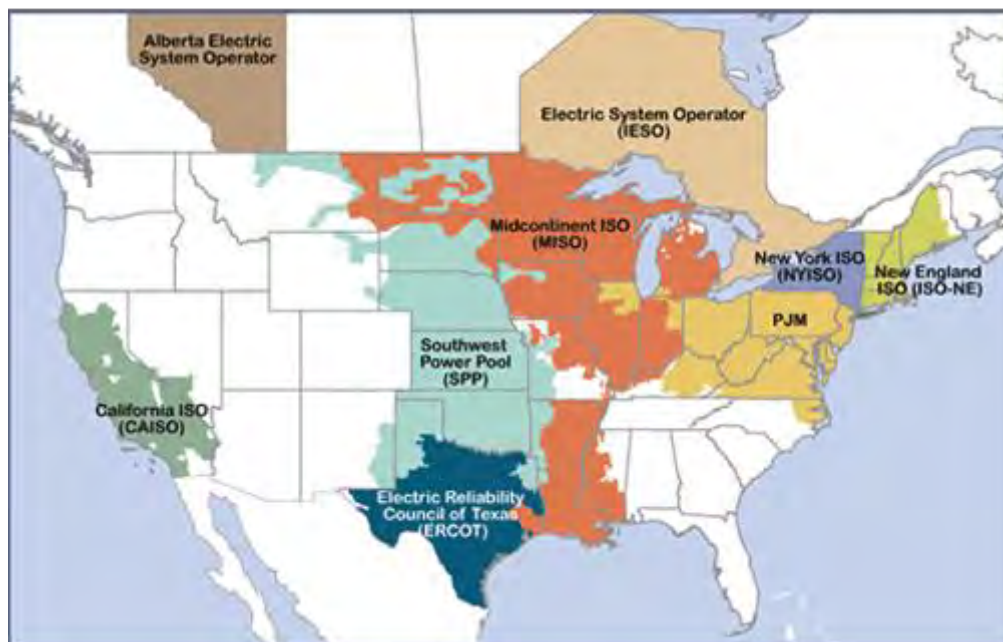 Alberta Electric
System Operator
Electric System Operator
(IESO)
Midcontinent ISO
(MISO)
New York ISO
(NYISO)
New England
ISO (ISO-NE)
PJM
Southwest
Power Pool
(SPP)
California ISO
(CAISO)
Electric Reliability
Council of Texas
(ERCOT)